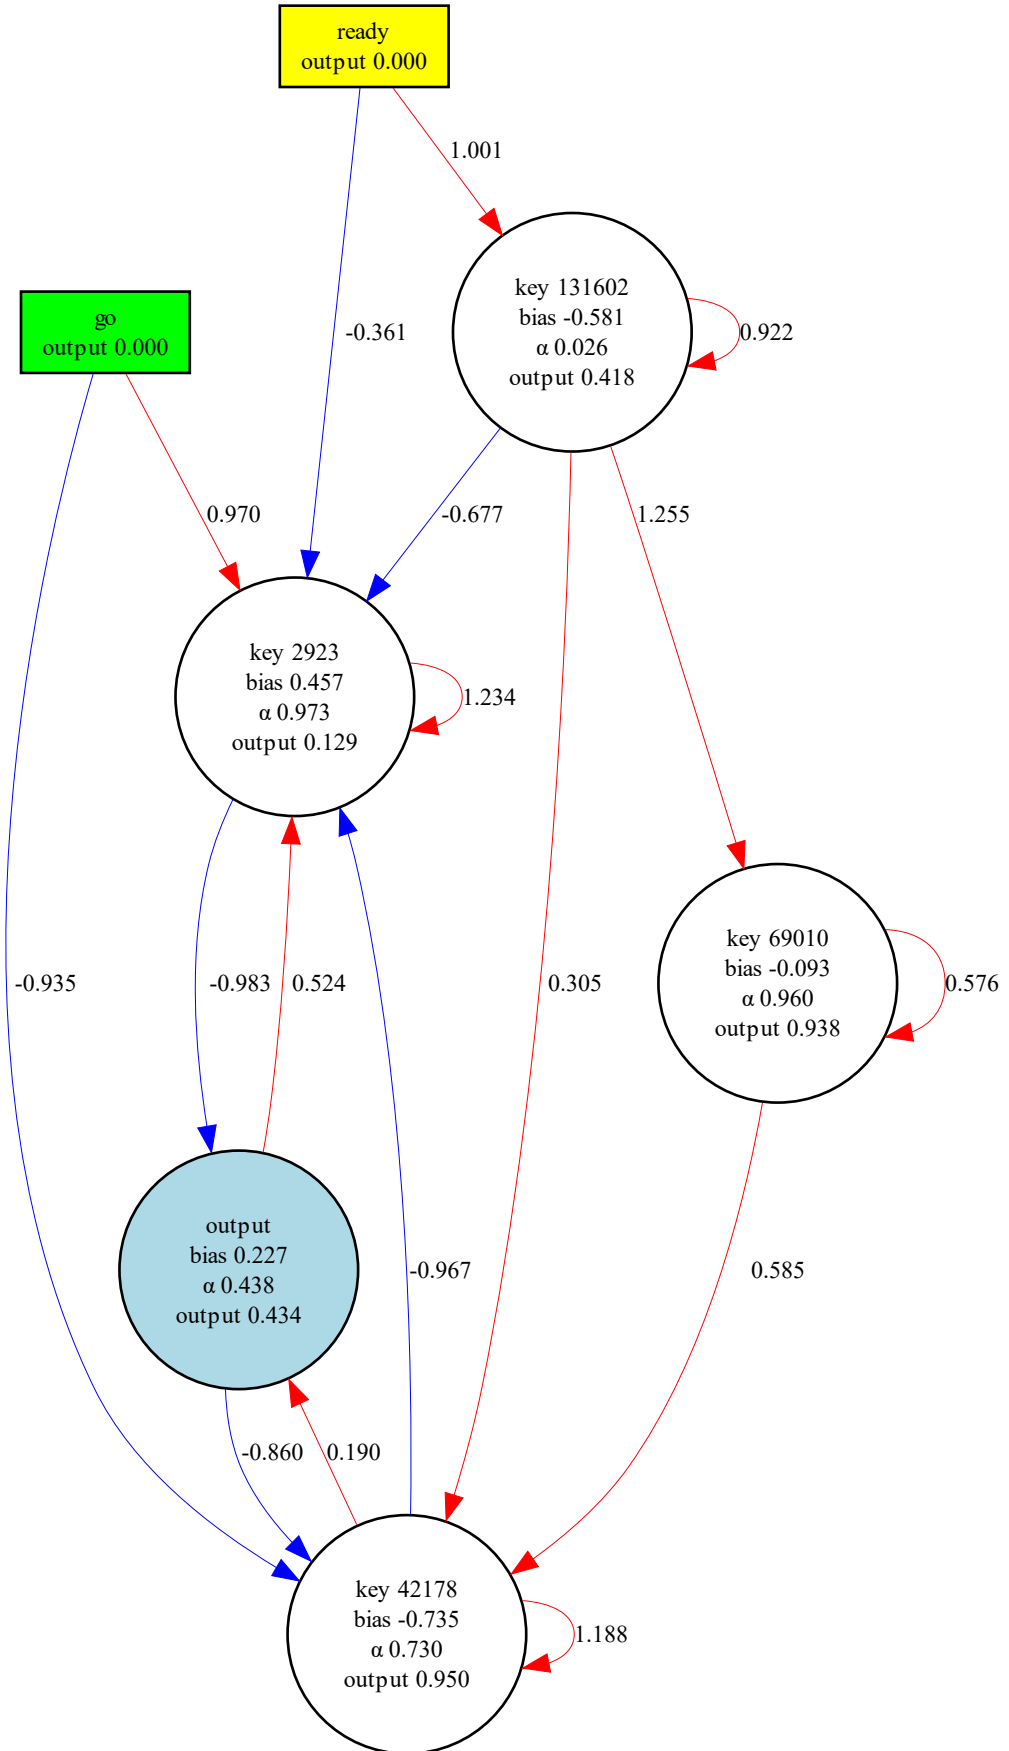 ready
output 0.000
1.001
key 131602
bias -0.581
α 0.026
output 0.418
0.922
go
output 0.000
-0.361
0.970
-0.677
1.255
key 2923
bias 0.457
α 0.973
output 0.129
1.234
key 69010
bias -0.093
α 0.960
output 0.938
0.576
-0.935
-0.983
0.524
0.305
output
bias 0.227
α 0.438
output 0.434
-0.967
0.585
-0.860
0.190
key 42178
bias -0.735
α 0.730
output 0.950
1.188